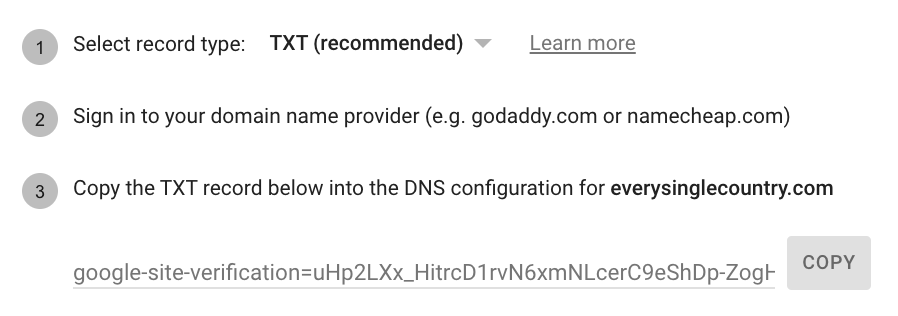 1 Select record type: TXT (recommended) Learn more
2 Sign in to your domain name provider (e.g. godaddy.com or namecheap.com)
3 Copy the TXT record below into the DNS configuration for everysinglecountry.com
google-site-verification=uHp2LXx_HitrcD1rvN6xmNLcerC9eShDp-ZogH COPY